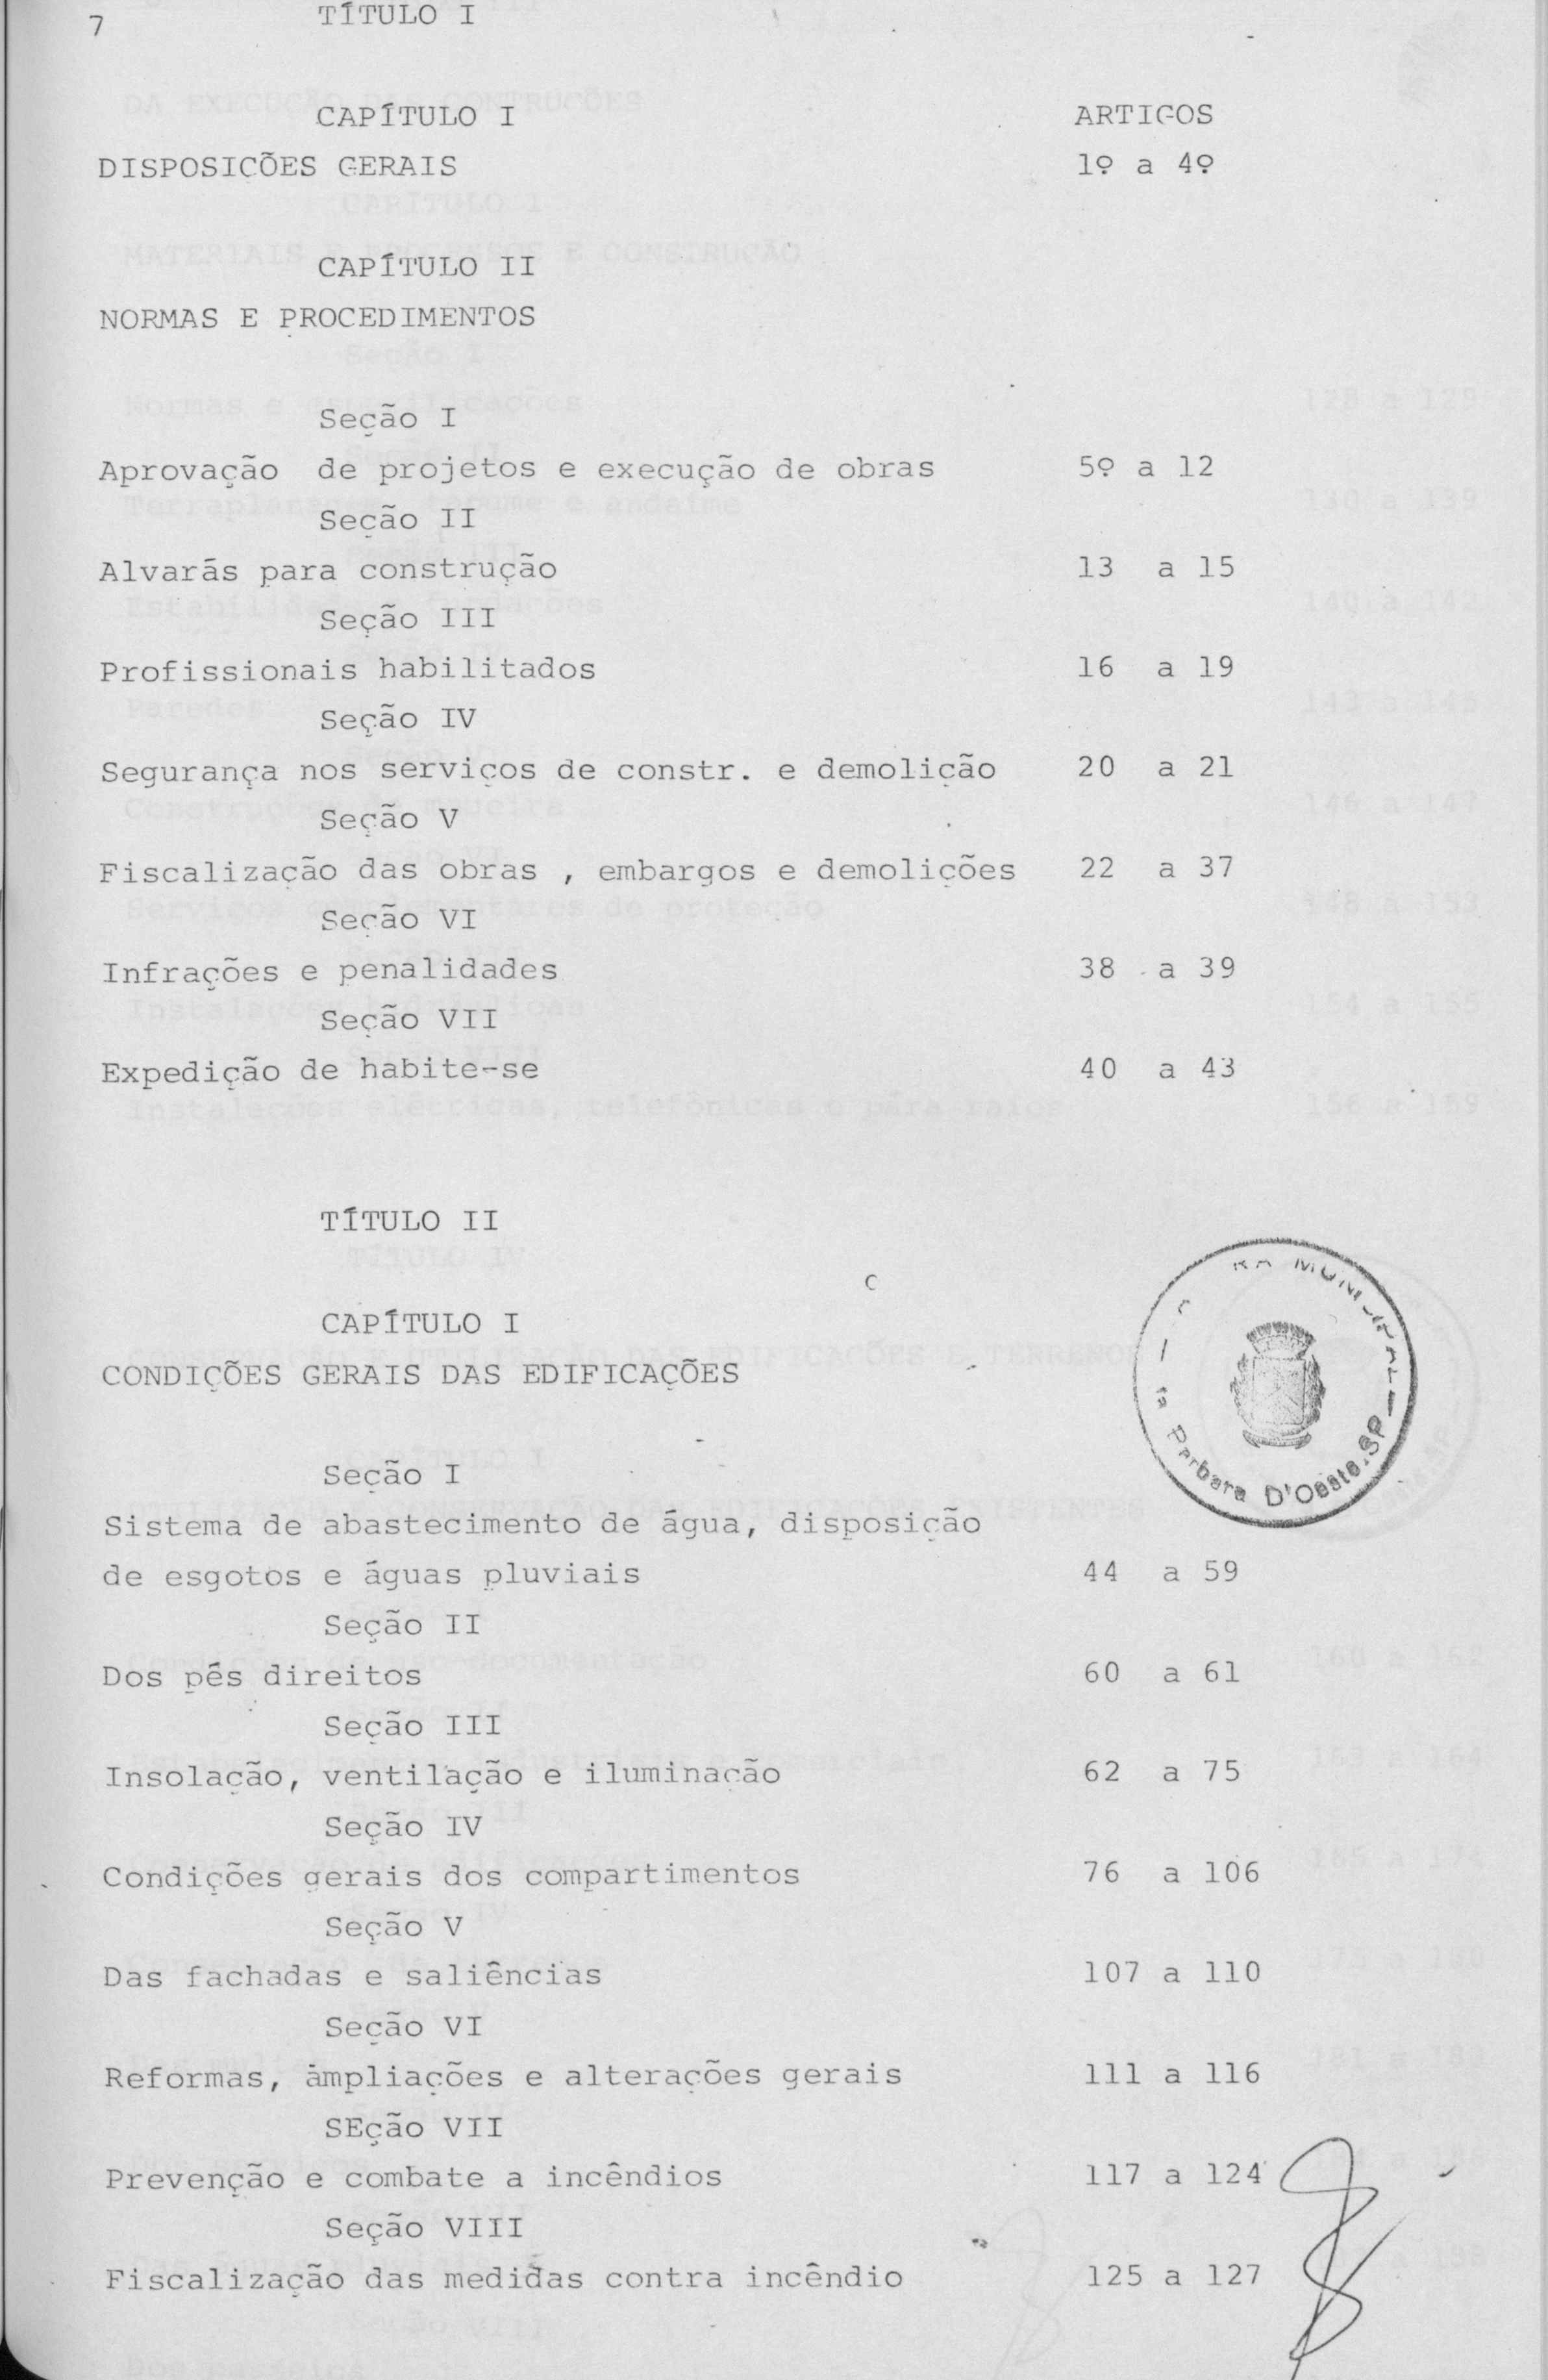 7
TÍTULO I
CAPÍTULO I ARTIGOS
DISPOSIÇÕES GERAIS 1º a 4º
CAPÍTULO II
NORMAS E PROCEDIMENTOS
Seção I
Aprovação de projetos e execução de obras 5º a 12
Seção II
Alvarás para construção 13 a 15
Seção III
Profissionais habilitados 16 a 19
Seção IV
Segurança nos serviços de constr. e demolição 20 a 21
Seção V
Fiscalização das obras , embargos e demolições 22 a 37
Seção VI
Infrações e penalidades 38 a 39
Seção VII
Expedição de habite-se 40 a 43
TÍTULO II
c
CAPÍTULO I
CONDIÇÕES GERAIS DAS EDIFICAÇÕES
MUNICIPAL
Barbara D'Oeste.SP
Seção I
Sistema de abastecimento de água, disposição
de esgotos e águas pluviais 44 a 59
Seção II
Dos pés direitos 60 a 61
Seção III
Insolação, ventilação e iluminação 62 a 75
Seção IV
Condições gerais dos compartimentos 76 a 106
Seção V
Das fachadas e saliências 107 a 110
Seção VI
Reformas, ampliações e alterações gerais 111 a 116
SEção VII
Prevenção e combate a incêndios 117 a 124
Seção VIII
Fiscalização das medidas contra incêndio 125 a 127